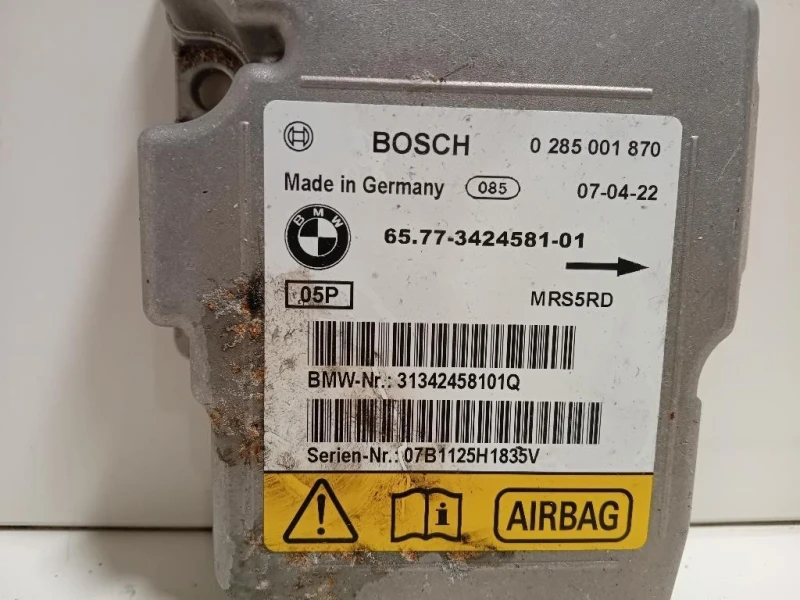 BOSCH 0 285 001 870
Made in Germany 085 07-04-22
BMW 65.77-3424581-01
05P MRS5RD
BMW-Nr.: 31342458101Q
Serien-Nr.: 07B1125H1835V
AIRBAG